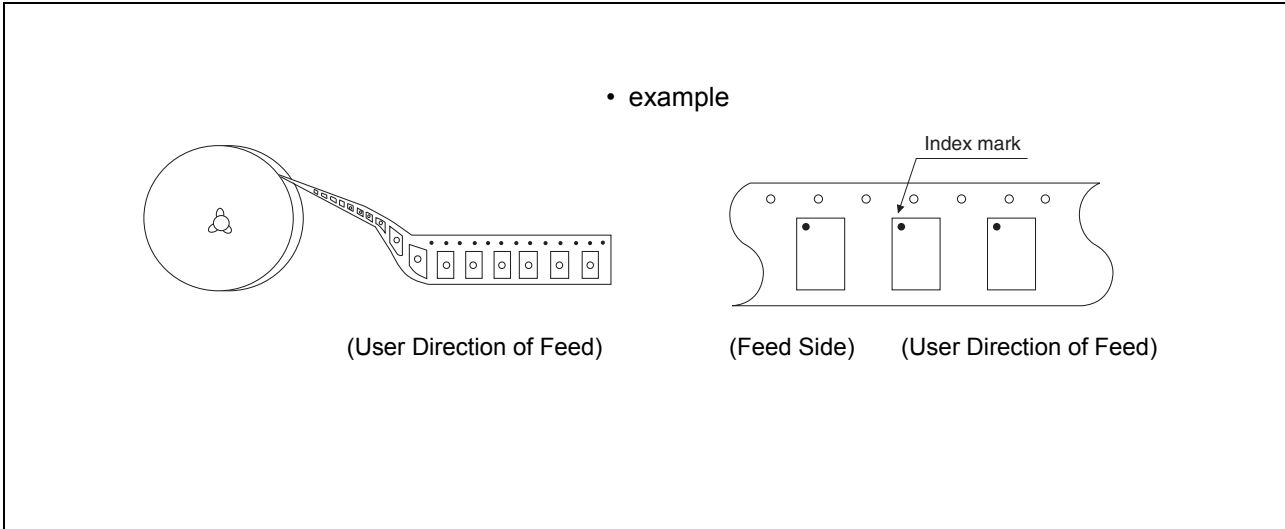 • example
Index mark
(User Direction of Feed)
(Feed Side)
(User Direction of Feed)